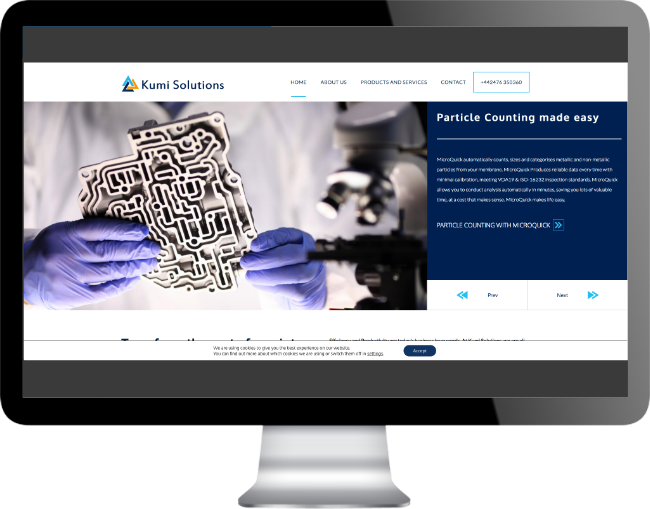 Kumi Solutions
HOME
ABOUT US
PRODUCTS AND SERVICES
CONTACT
+442476 350360
Particle Counting made easy
MicroQuick automatically counts, sizes and categorises metallic and non-metallic
particles from your membrane. MicroQuick Produces reliable data every time with
minimal calibration, meeting VDA19 & ISO-16232 inspection standards. MicroQuick
allows you to conduct analysis automatically in minutes, saving you lots of valuable
time, at a cost that makes sense. MicroQuick makes life easy.
PARTICLE COUNTING WITH MICROQUICK
Prev
Next
We are using cookies to give you the best experience on our website.
You can find out more about which cookies we are using or switch them off in settings.
Accept